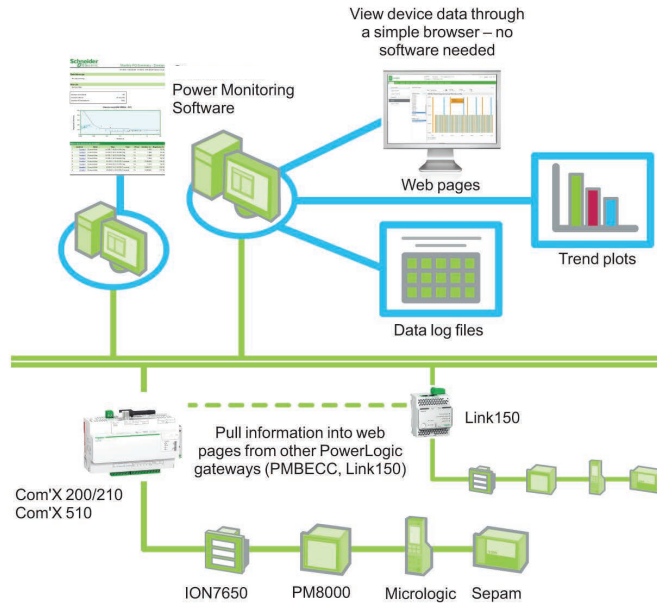 View device data through
a simple browser – no
software needed
Schneider
Electric
Power Monitoring
Software
Web pages
Trend plots
Data log files
Link150
Pull information into web
pages from other PowerLogic
gateways (PMBECC, Link150)
Com'X 200/210
Com'X 510
ION7650
PM8000
Micrologic
Sepam